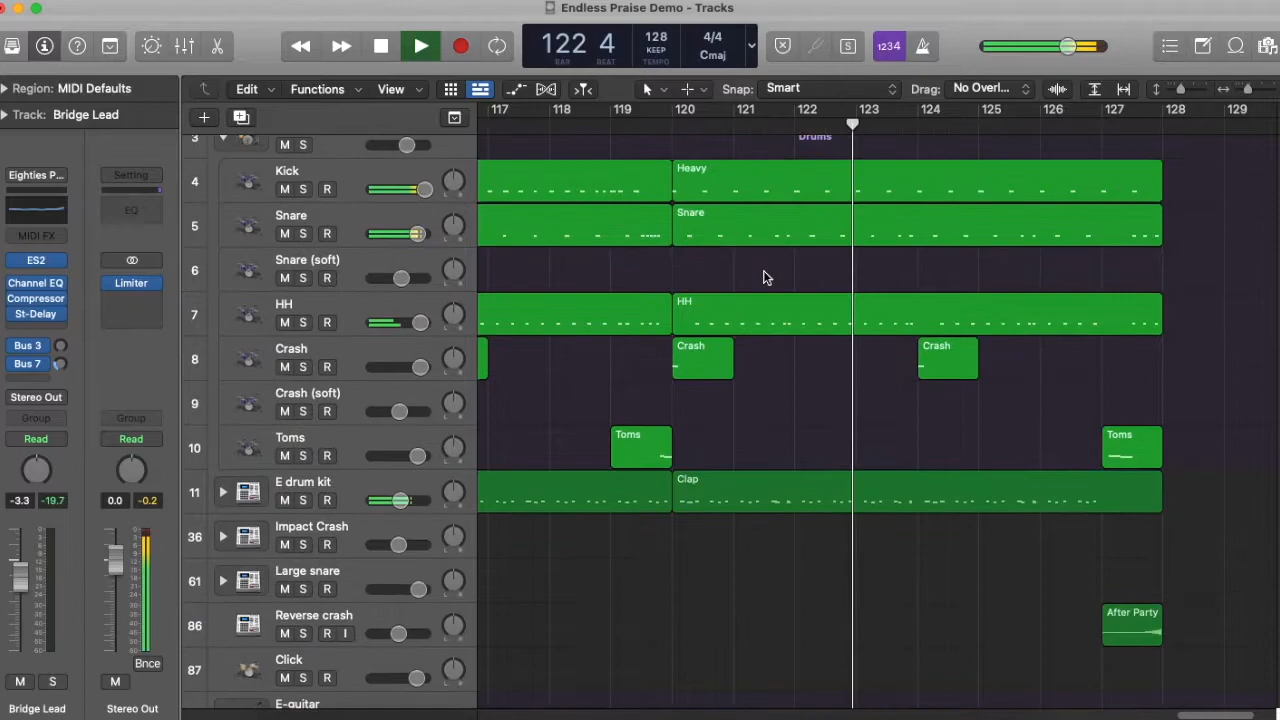 Endless Praise Demo - Tracks
122 4
BAR BEAT
128
KEEP
TEMPO
4/4
Cmaj
1234
Region: MIDI Defaults
Track: Bridge Lead
Edit Functions View Snap: Smart Drag: No Overl...
117 118 119 120 121 122 123 124 125 126 127 128 129
3 M S Drums
4 Kick M S R Heavy
5 Snare M S R Snare
6 Snare (soft) M S R
7 HH M S R HH
8 Crash M S R Crash Crash
9 Crash (soft) M S R
10 Toms M S R Toms Toms
11 E drum kit M S R Clap
36 Impact Crash M S R
61 Large snare M S R
86 Reverse crash M S R I After Party
87 Click M S R
E-guitar
Eighties P... Setting
EQ
MIDI FX
ES2
Channel EQ Limiter
Compressor
St-Delay
Bus 3
Bus 7
Stereo Out
Group Group
Read Read
-3.3 -19.7 0.0 -0.2
Bnce
M S M
Bridge Lead Stereo Out